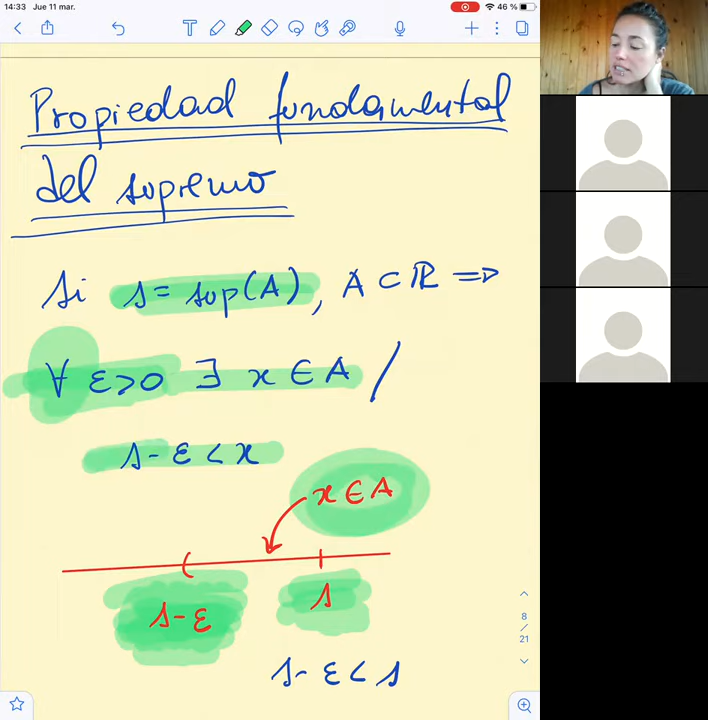 14:33 Jue 11 mar.
46 %
T
Propiedad fundamental
del supremo
Si s = sup(A), A ⊂ ℝ ⇒
∀ ε>0 ∃ x ∈ A /
s - ε < x
x ∈ A
( 
s - ε
s
s - ε < s
8
/
21